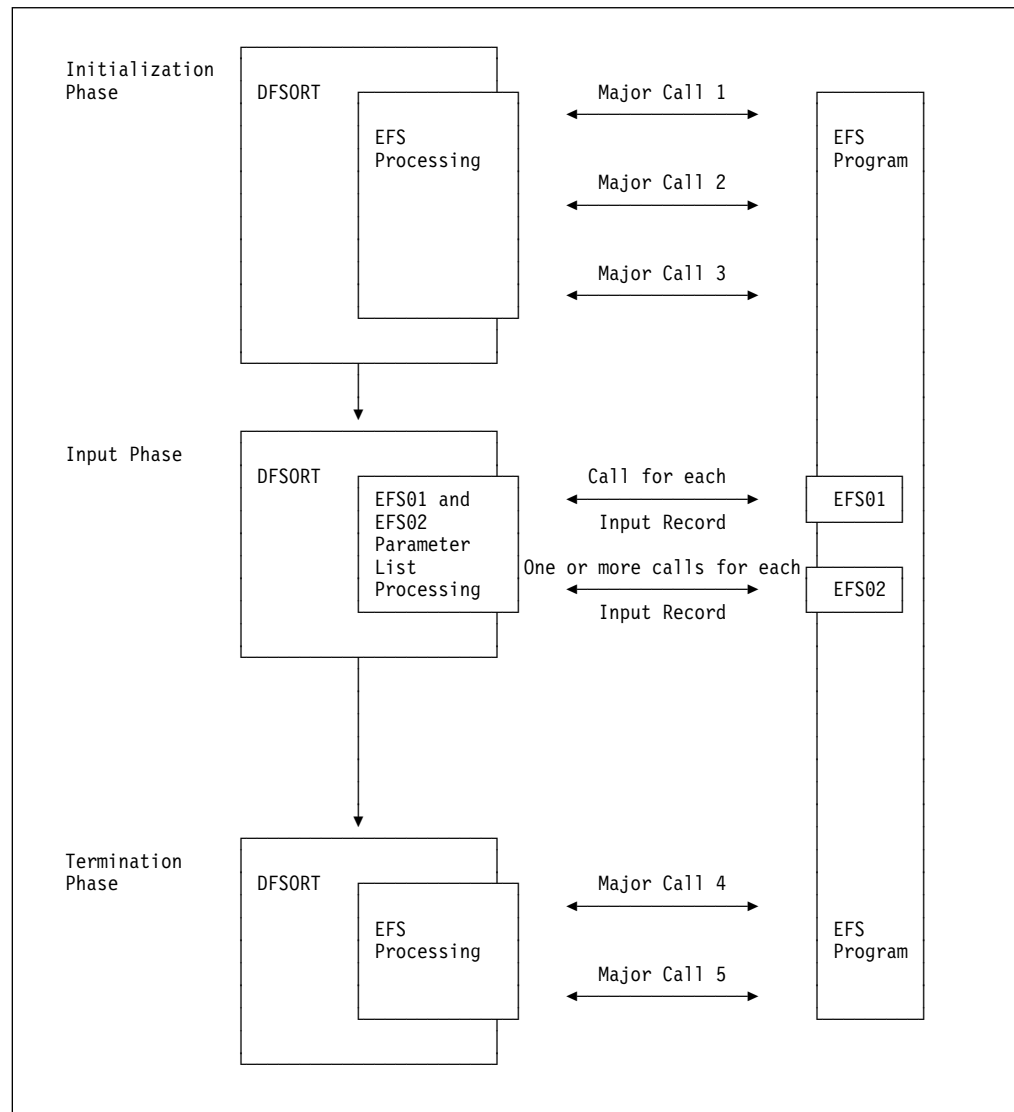 Initialization
Phase
DFSORT
EFS
Processing
Major Call 1
Major Call 2
Major Call 3
EFS
Program
Input Phase
DFSORT
EFS01 and
EFS02
Parameter
List
Processing
Call for each
Input Record
One or more calls for each
Input Record
EFS01
EFS02
Termination
Phase
DFSORT
EFS
Processing
Major Call 4
Major Call 5
EFS
Program